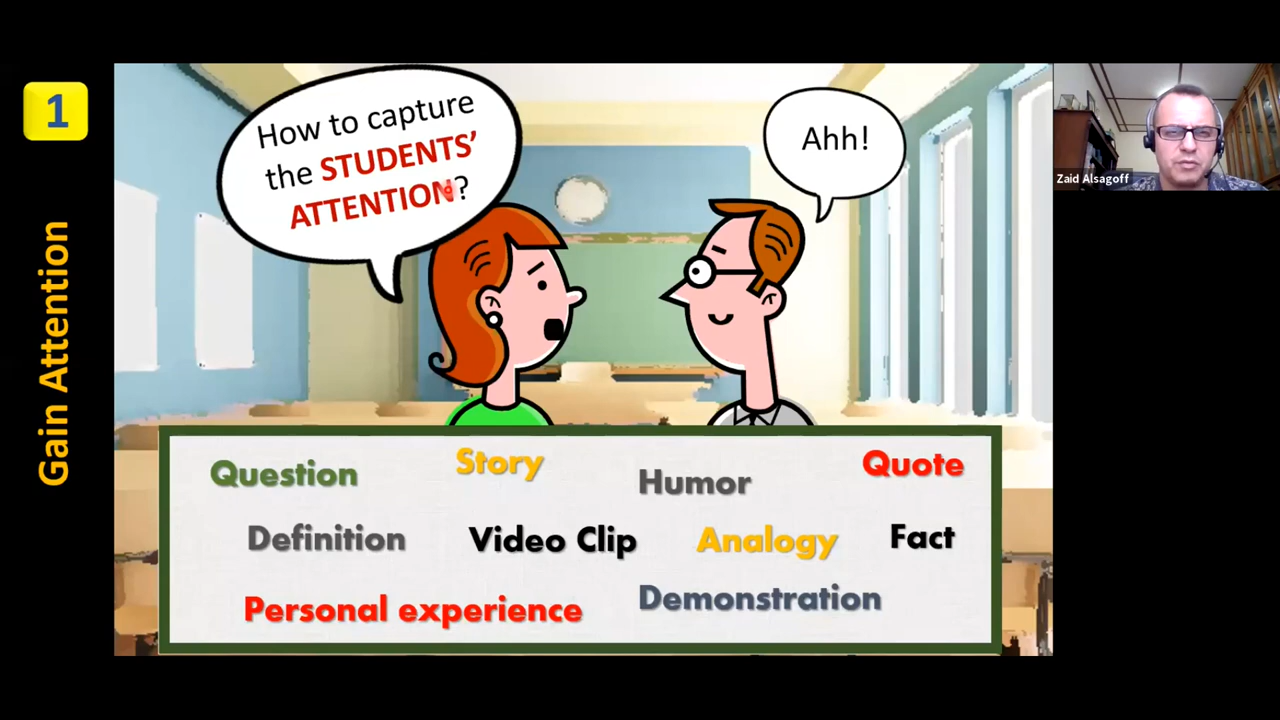 1
Gain Attention
How to capture
the STUDENTS'
ATTENTION?
Ahh!
Zaid Alsagoff
Question
Story
Humor
Quote
Definition
Video Clip
Analogy
Fact
Personal experience
Demonstration